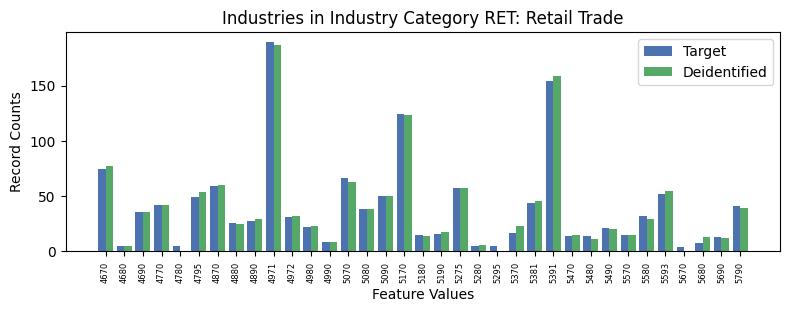 Industries in Industry Category RET: Retail Trade
Target
Deidentified
Record Counts
150
100
50
0
4670 4680 4690 4770 4780 4795 4870 4880 4890 4971 4972 4980 4990 5070 5080 5090 5170 5180 5190 5275 5280 5295 5370 5381 5391 5470 5480 5490 5570 5580 5593 5670 5680 5690 5790
Feature Values